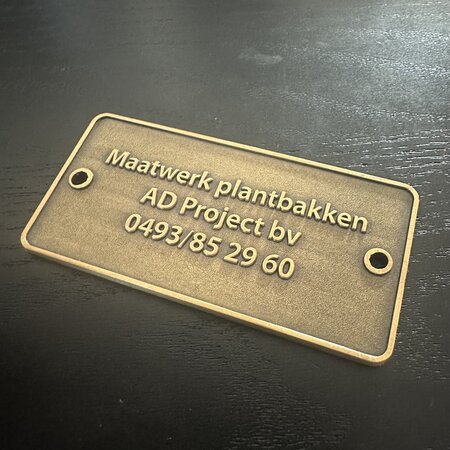 Maatwerk plantbakken
AD Project bv
0493/85 29 60